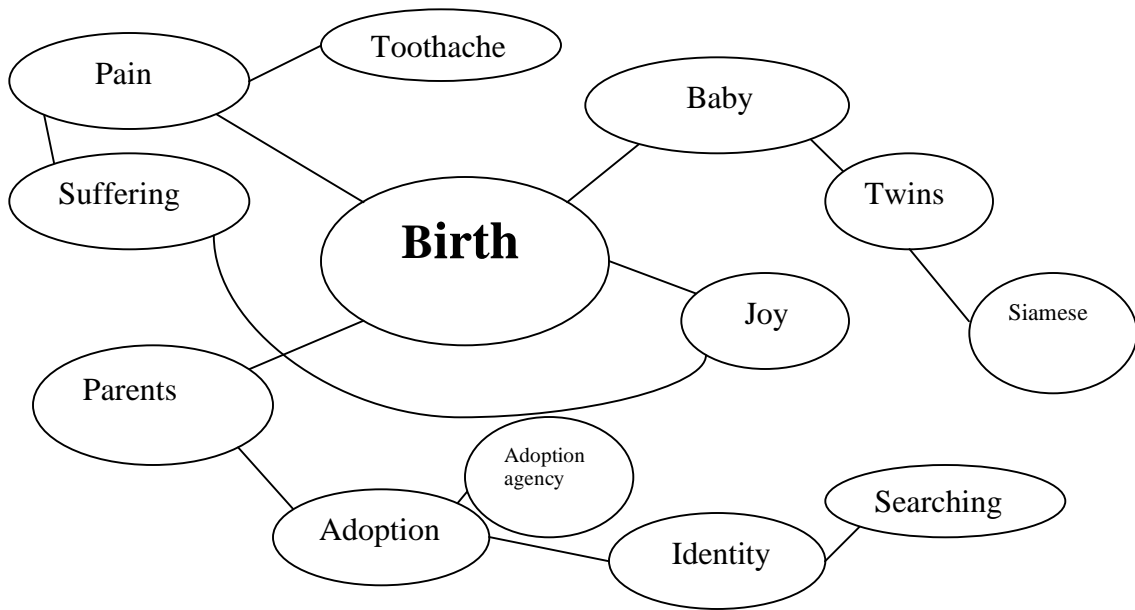 Toothache
Pain
Baby
Suffering
Twins
Birth
Joy
Siamese
Parents
Adoption
agency
Searching
Adoption
Identity